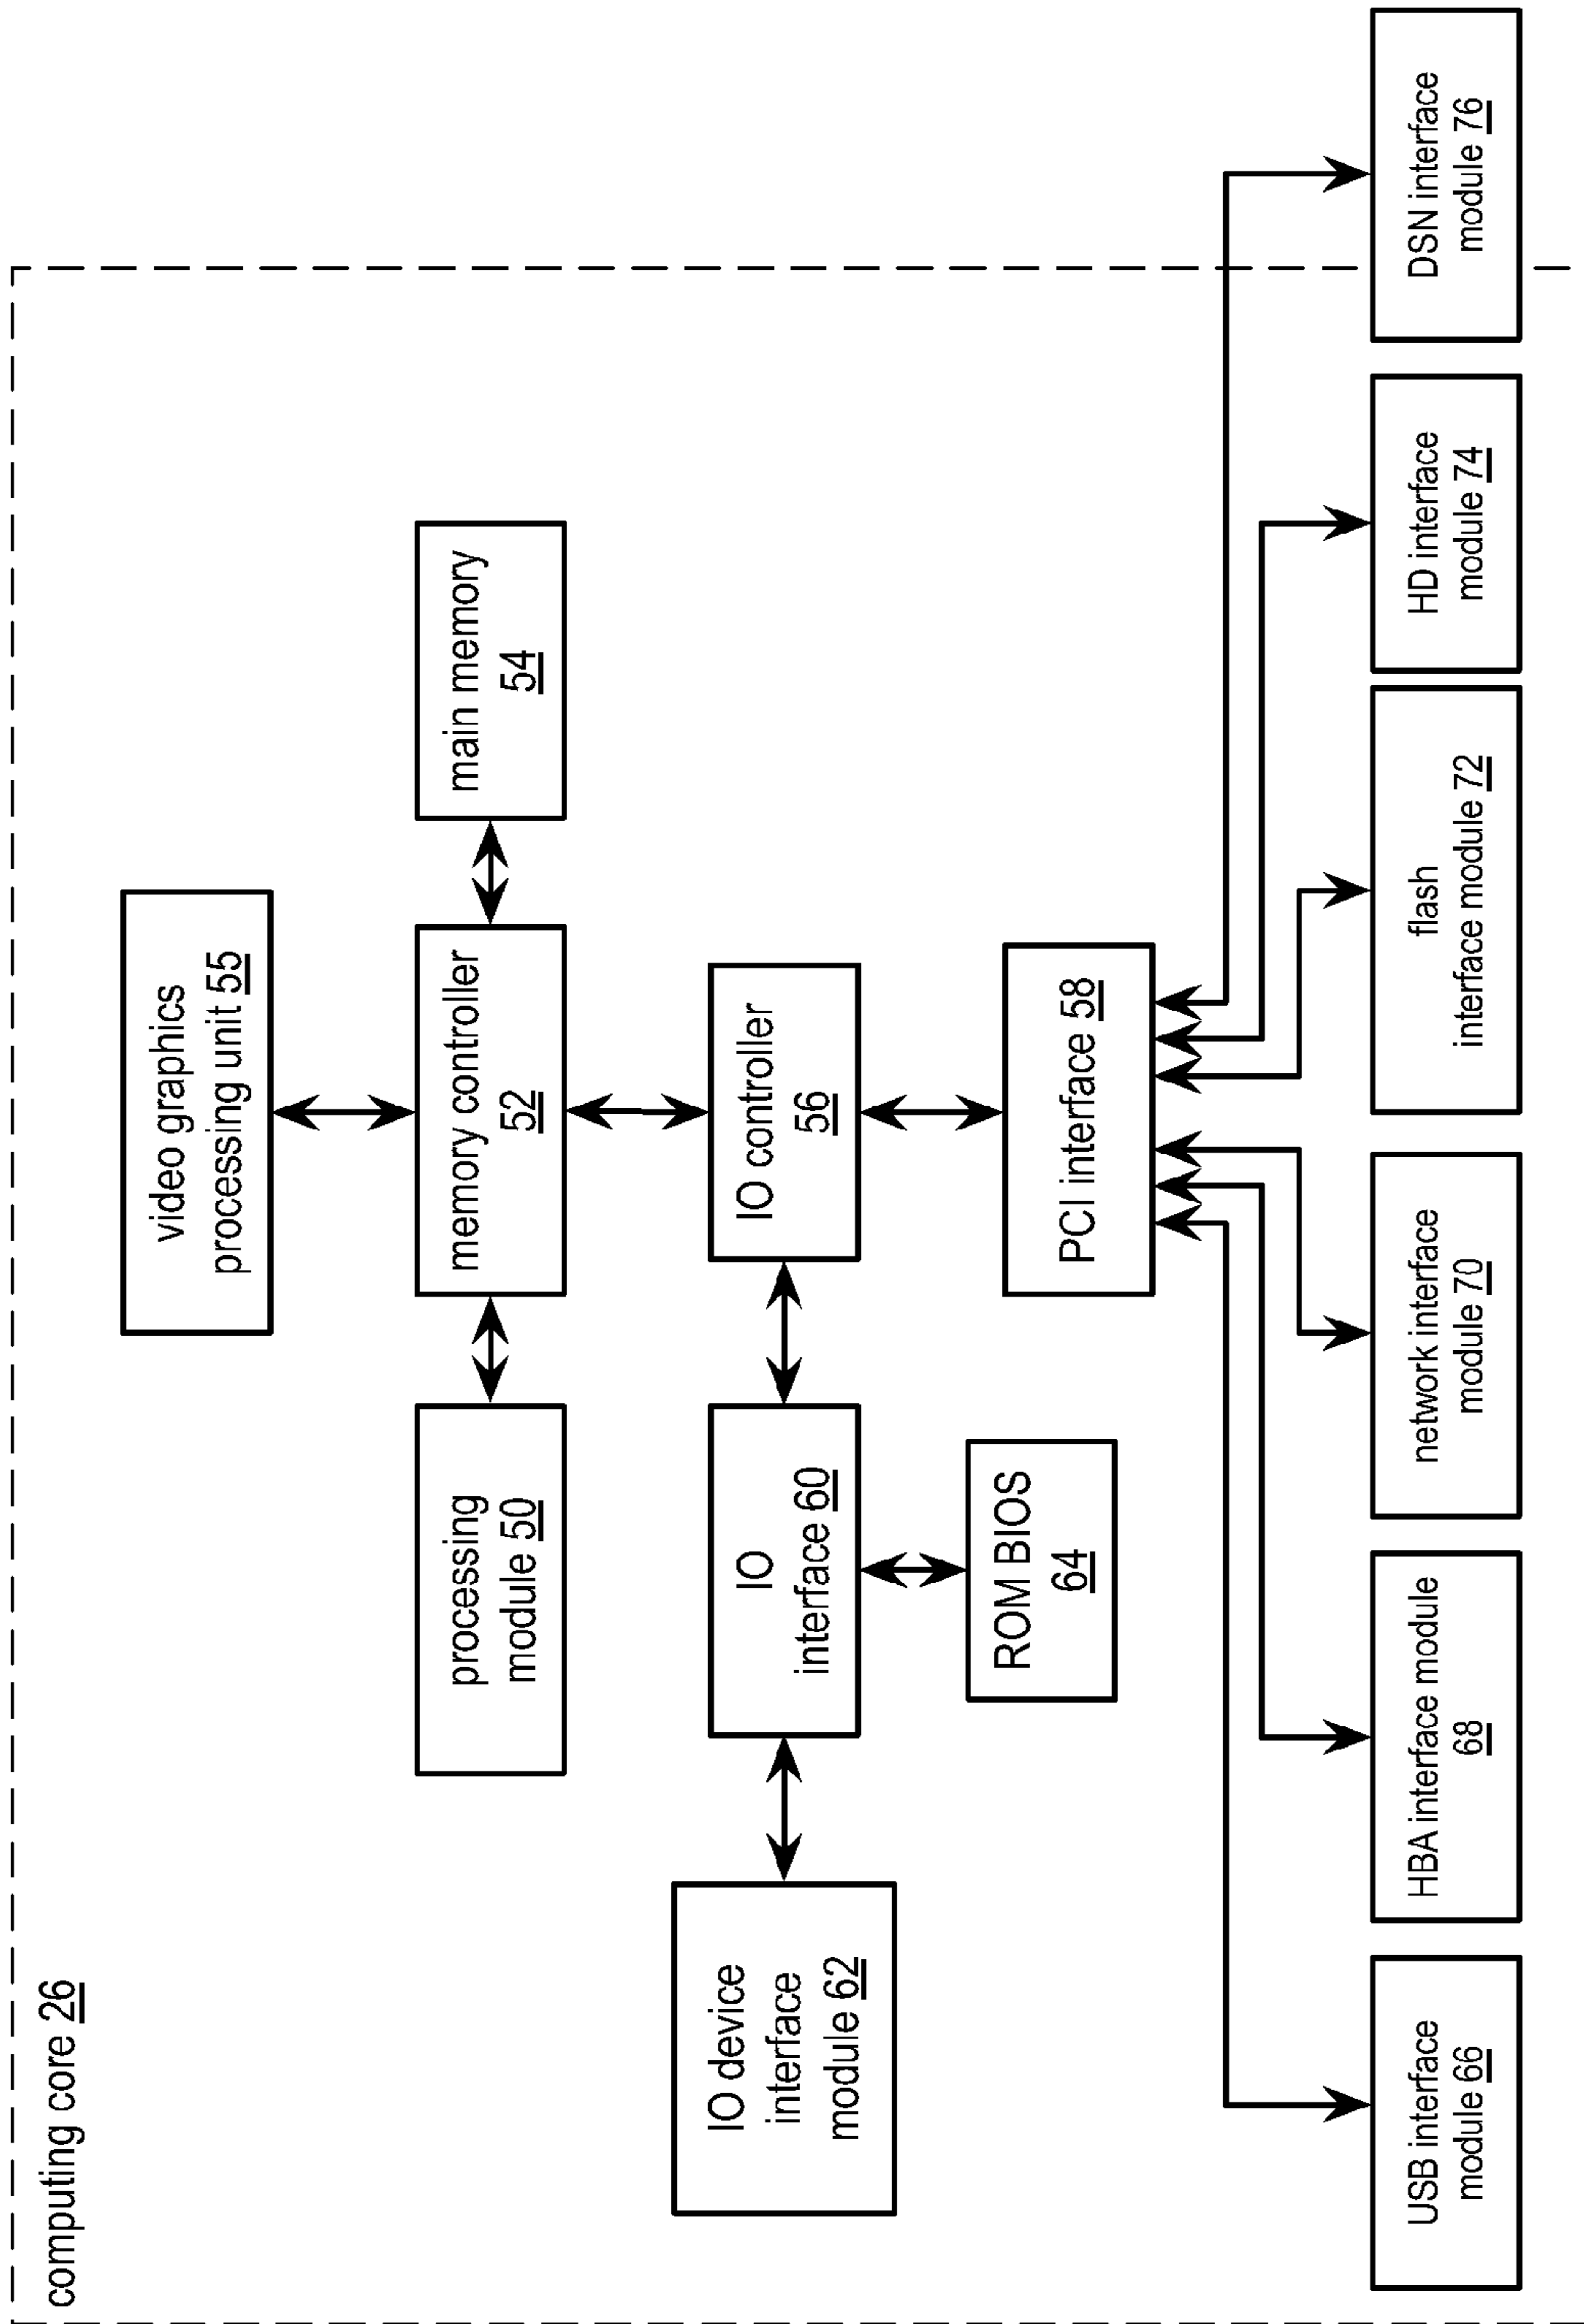 computing core 26
video graphics
processing unit 55
processing
module 50
memory controller
52
main memory
54
IO device
interface
module 62
IO
interface 60
IO controller
56
ROM BIOS
64
PCI interface 58
USB interface
module 66
HBA interface module
68
network interface
module 70
flash
interface module 72
HD interface
module 74
DSN interface
module 76